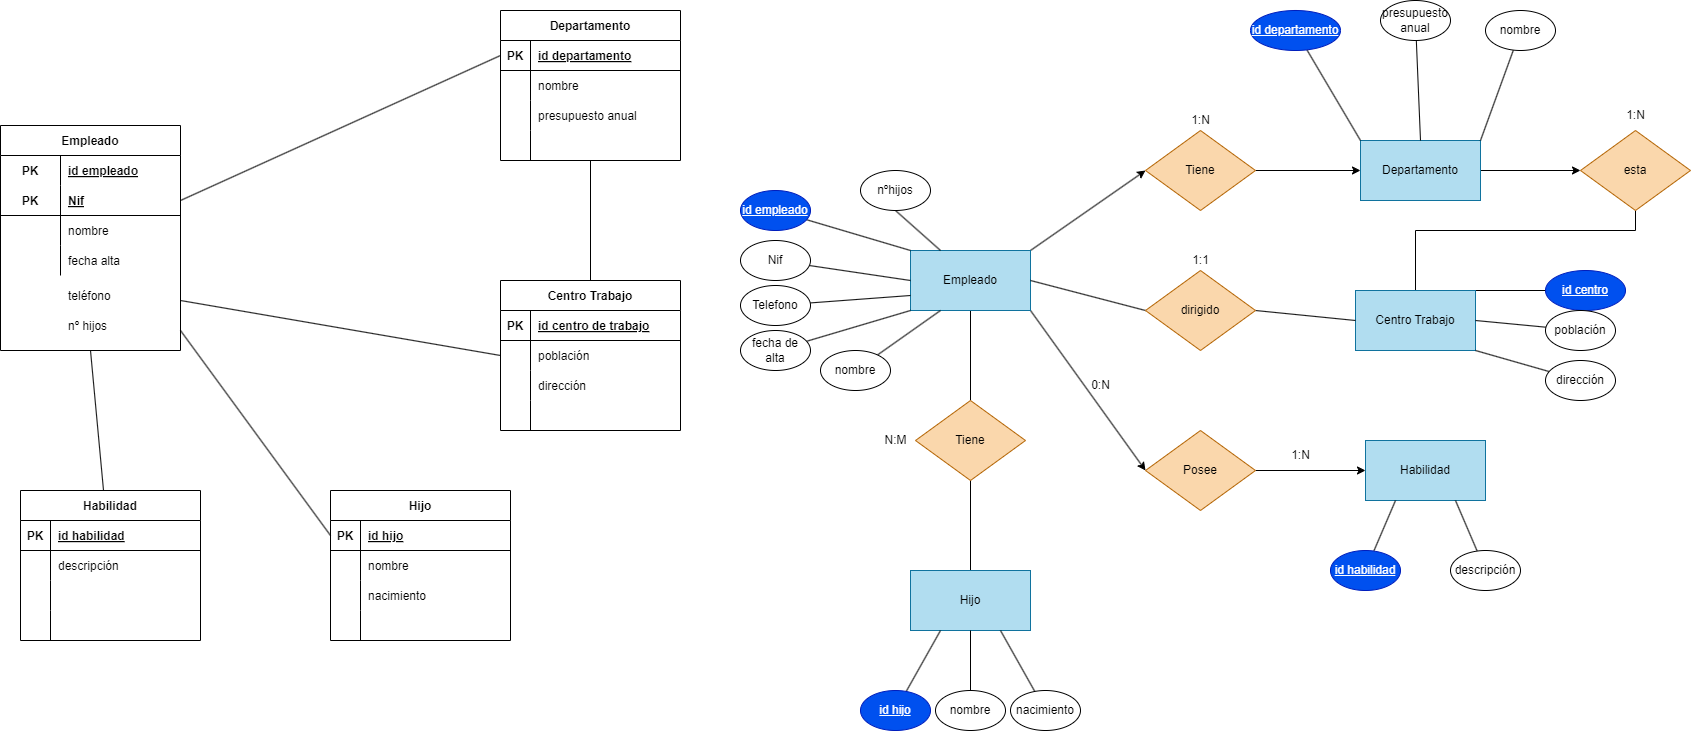 Departamento
PK id departamento
nombre
presupuesto anual
Empleado
PK id empleado
PK Nif
nombre
fecha alta
teléfono
nº hijos
Centro Trabajo
PK id centro de trabajo
población
dirección
Habilidad
PK id habilidad
descripción
Hijo
PK id hijo
nombre
nacimiento
id departamento
presupuesto
anual
nombre
1:N
Tiene
Departamento
1:N
esta
nºhijos
id empleado
Nif
Telefono
fecha de
alta
nombre
Empleado
1:1
dirigido
Centro Trabajo
id centro
población
dirección
0:N
N:M
Tiene
Posee
1:N
Habilidad
id habilidad
descripción
Hijo
id hijo
nombre
nacimiento